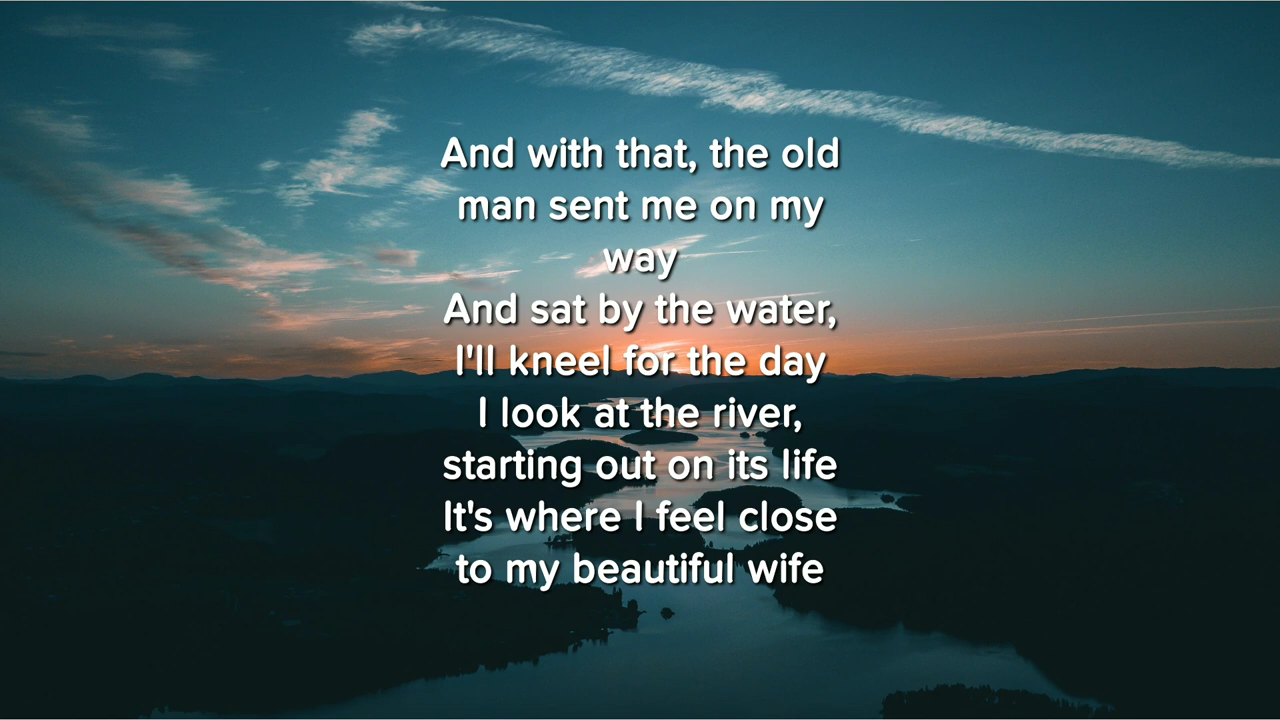 And with that, the old
man sent me on my
way
And sat by the water,
I'll kneel for the day
I look at the river,
starting out on its life
It's where I feel close
to my beautiful wife